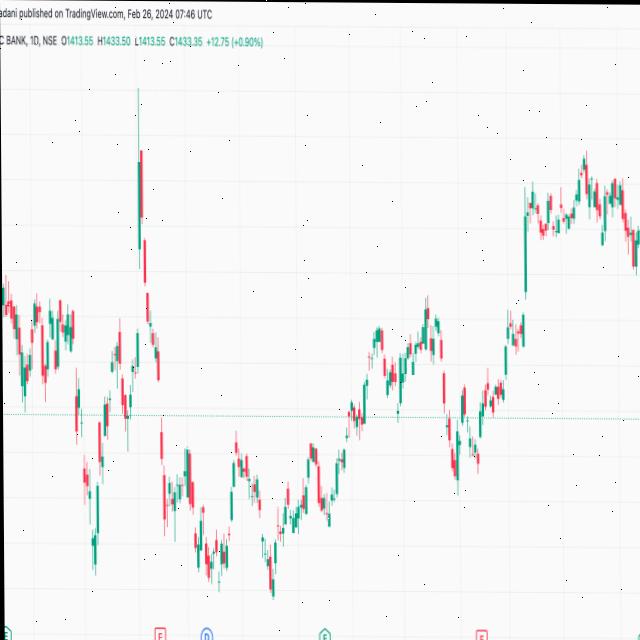 adani published on TradingView.com, Feb 26, 2024 07:46 UTC
C BANK, 1D, NSE O1413.55 H1433.50 L1413.55 C1433.35 +12.75 (+0.90%)
E E D E E